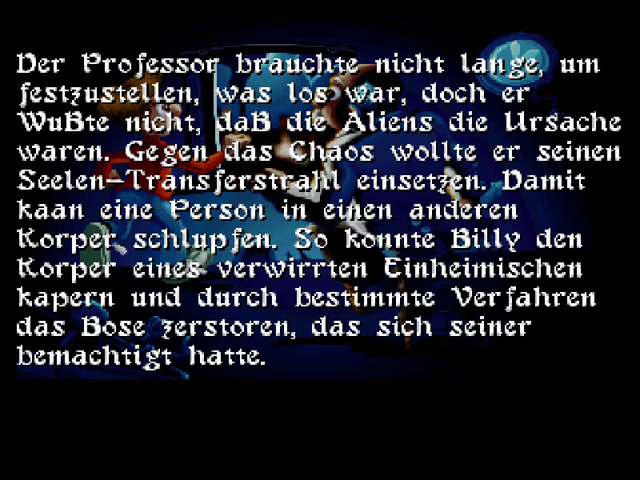 Der Professor brauchte nicht lange, um
festzustellen, was los war, doch er
WuBte nicht, daB die Aliens die Ursache
waren. Gegen das Chaos wollte er seinen
Seelen-Transferstrahl einsetzen. Damit
kaan eine Person in einen anderen
Korper schlupfen. So konnte Billy den
Korper eines verwirrten Einheimischen
kapern und durch bestimmte Verfahren
das Bose zerstoren, das sich seiner
bemachtigt hatte.